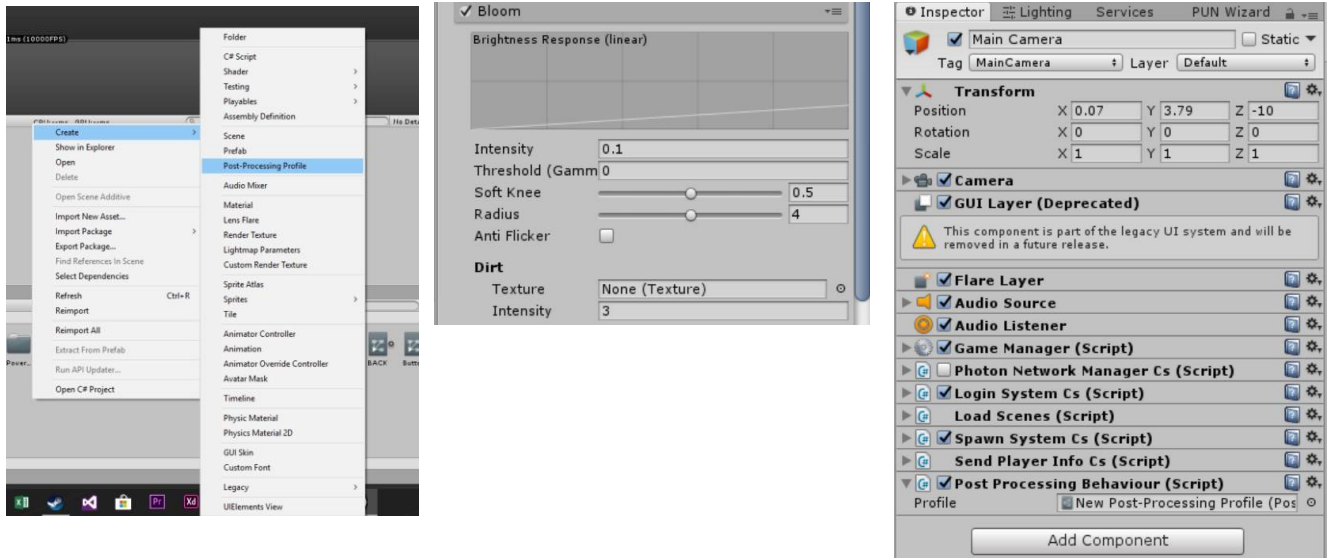 1ms (10000FPS)
No Deta
Create
Show in Explorer
Open
Delete
Open Scene Additive
Import New Asset...
Import Package
Export Package...
Find References In Scene
Select Dependencies
Refresh Ctrl+R
Reimport
Reimport All
Extract From Prefab
Run API Updater...
Open C# Project
Folder
C# Script
Shader
Testing
Playables
Assembly Definition
Scene
Prefab
Post-Processing Profile
Audio Mixer
Material
Lens Flare
Render Texture
Lightmap Parameters
Custom Render Texture
Sprite Atlas
Sprites
Tile
Animator Controller
Animation
Animator Override Controller
Avatar Mask
Timeline
Physic Material
Physics Material 2D
GUI Skin
Custom Font
Legacy
UIElements View
Power...
BACK Butto
Pr Xd
Bloom
Brightness Response (linear)
Intensity 0.1
Threshold (Gamm 0
Soft Knee 0.5
Radius 4
Anti Flicker
Dirt
Texture None (Texture)
Intensity 3
Inspector Lighting Services PUN Wizard
Main Camera Static
Tag MainCamera Layer Default
Transform
Position X 0.07 Y 3.79 Z -10
Rotation X 0 Y 0 Z 0
Scale X 1 Y 1 Z 1
Camera
GUI Layer (Deprecated)
This component is part of the legacy UI system and will be
removed in a future release.
Flare Layer
Audio Source
Audio Listener
Game Manager (Script)
Photon Network Manager Cs (Script)
Login System Cs (Script)
Load Scenes (Script)
Spawn System Cs (Script)
Send Player Info Cs (Script)
Post Processing Behaviour (Script)
Profile New Post-Processing Profile (Pos
Add Component